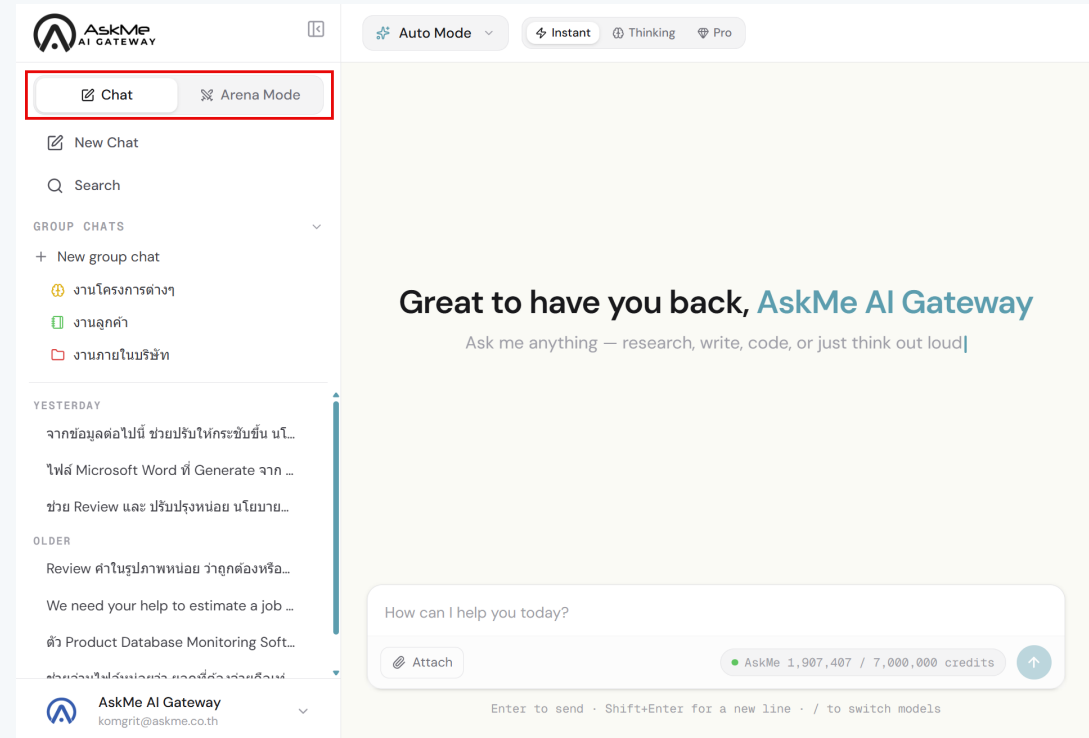 AskMe
AI GATEWAY
Auto Mode
Instant
Thinking
Pro
Chat
Arena Mode
New Chat
Search
GROUP CHATS
+ New group chat
งานโครงการต่างๆ
งานลูกค้า
งานภายในบริษัท
Great to have you back, AskMe AI Gateway
Ask me anything — research, write, code, or just think out loud
YESTERDAY
จากข้อมูลต่อไปนี้ ช่วยปรับให้กระชับขึ้น นโ...
ไฟล์ Microsoft Word ที่ Generate จาก ...
ช่วย Review และ ปรับปรุงหน่อย นโยบาย...
OLDER
Review คำในรูปภาพหน่อย ว่าถูกต้องหรือ...
We need your help to estimate a job ...
ตัว Product Database Monitoring Soft...
How can I help you today?
Attach
AskMe 1,907,407 / 7,000,000 credits
AskMe AI Gateway
komgrit@askme.co.th
Enter to send · Shift+Enter for a new line · / to switch models